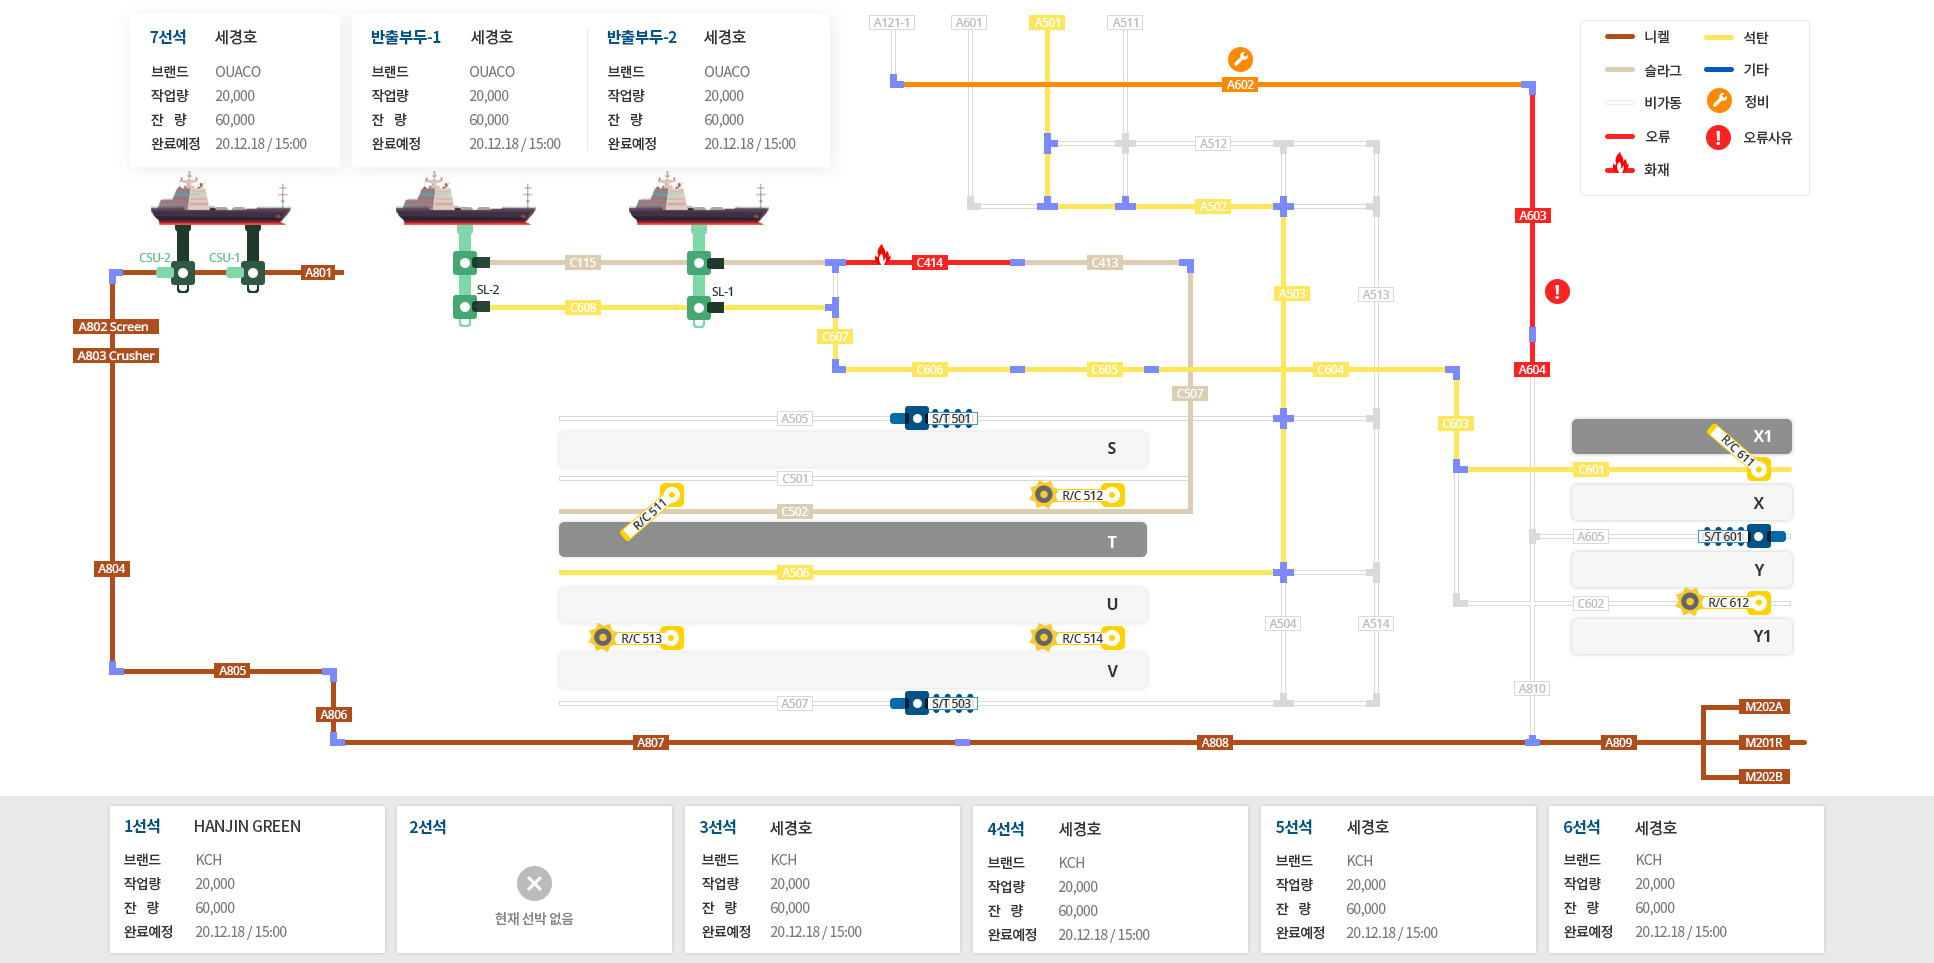 7선석 세경호
브랜드 OUACO
작업량 20,000
잔 량 60,000
완료예정 20.12.18 / 15:00
반출부두-1 세경호
브랜드 OUACO
작업량 20,000
잔 량 60,000
완료예정 20.12.18 / 15:00
반출부두-2 세경호
브랜드 OUACO
작업량 20,000
잔 량 60,000
완료예정 20.12.18 / 15:00
A121-1
A601
A501
A511
니켈
석탄
슬라그
기타
비가동
정비
오류
오류사유
화재
A602
A512
A502
A603
CSU-2
CSU-1
A801
C115
C414
C413
SL-2
SL-1
C608
A503
A513
A802 Screen
A803 Crusher
C607
C606
C605
C604
A604
C507
A505
S/T 501
C603
S
X1
R/C 611
C501
C601
R/C 511
R/C 512
C502
X
T
A605
S/T 601
A506
Y
U
C602
R/C 612
A804
A504
A514
R/C 513
R/C 514
Y1
V
A805
A810
A507
S/T 503
A806
M202A
A807
A808
A809
M201R
M202B
1선석 HANJIN GREEN
브랜드 KCH
작업량 20,000
잔 량 60,000
완료예정 20.12.18 / 15:00
2선석
현재 선박 없음
3선석 세경호
브랜드 KCH
작업량 20,000
잔 량 60,000
완료예정 20.12.18 / 15:00
4선석 세경호
브랜드 KCH
작업량 20,000
잔 량 60,000
완료예정 20.12.18 / 15:00
5선석 세경호
브랜드 KCH
작업량 20,000
잔 량 60,000
완료예정 20.12.18 / 15:00
6선석 세경호
브랜드 KCH
작업량 20,000
잔 량 60,000
완료예정 20.12.18 / 15:00